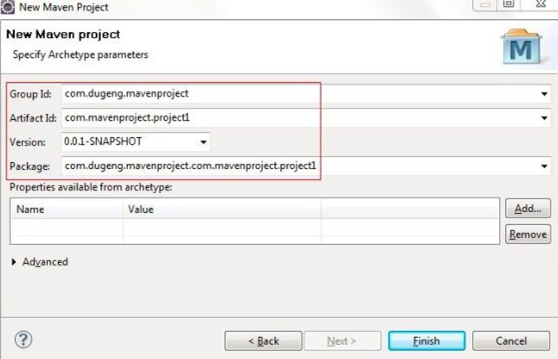 New Maven Project
New Maven project
Specify Archetype parameters
M
Group Id: com.dugeng.mavenproject
Artifact Id: com.mavenproject.project1
Version: 0.0.1-SNAPSHOT
Package: com.dugeng.mavenproject.com.mavenproject.project1
Properties available from archetype:
Name Value
Add...
Remove
Advanced
? < Back Next > Finish Cancel